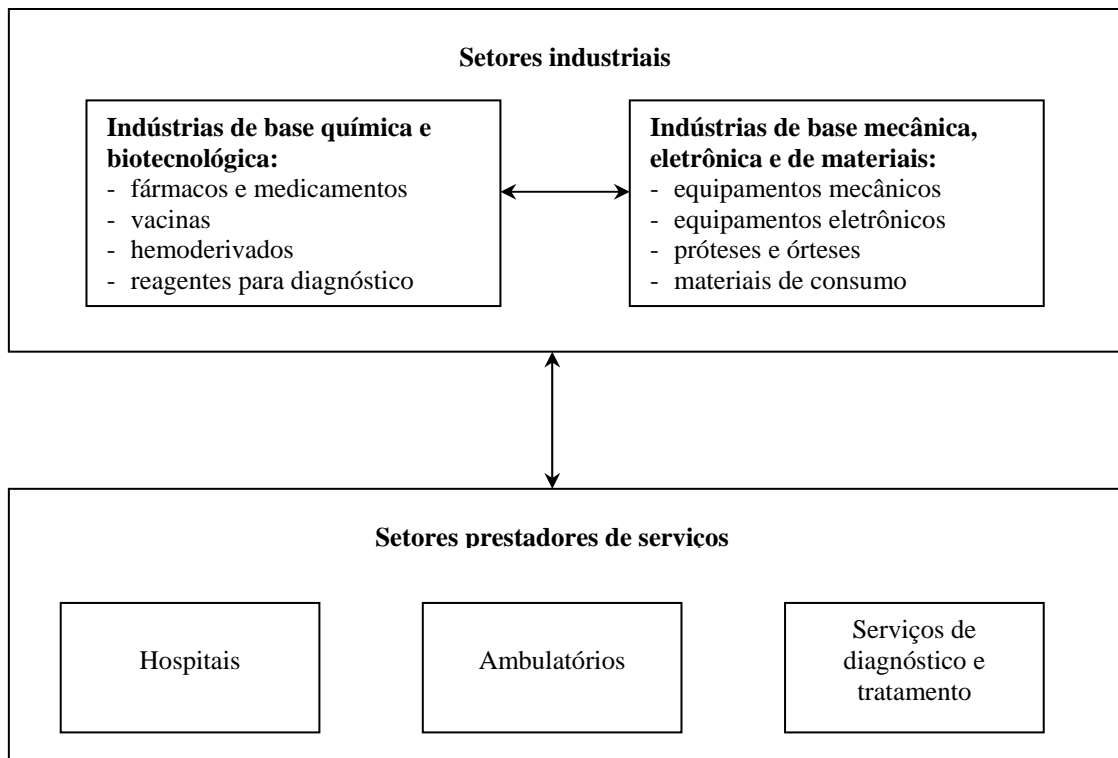 Setores industriais
Indústrias de base química e
biotecnológica:
- fármacos e medicamentos
- vacinas
- hemoderivados
- reagentes para diagnóstico
Indústrias de base mecânica,
eletrônica e de materiais:
- equipamentos mecânicos
- equipamentos eletrônicos
- próteses e órteses
- materiais de consumo
Setores prestadores de serviços
Hospitais
Ambulatórios
Serviços de
diagnóstico e
tratamento